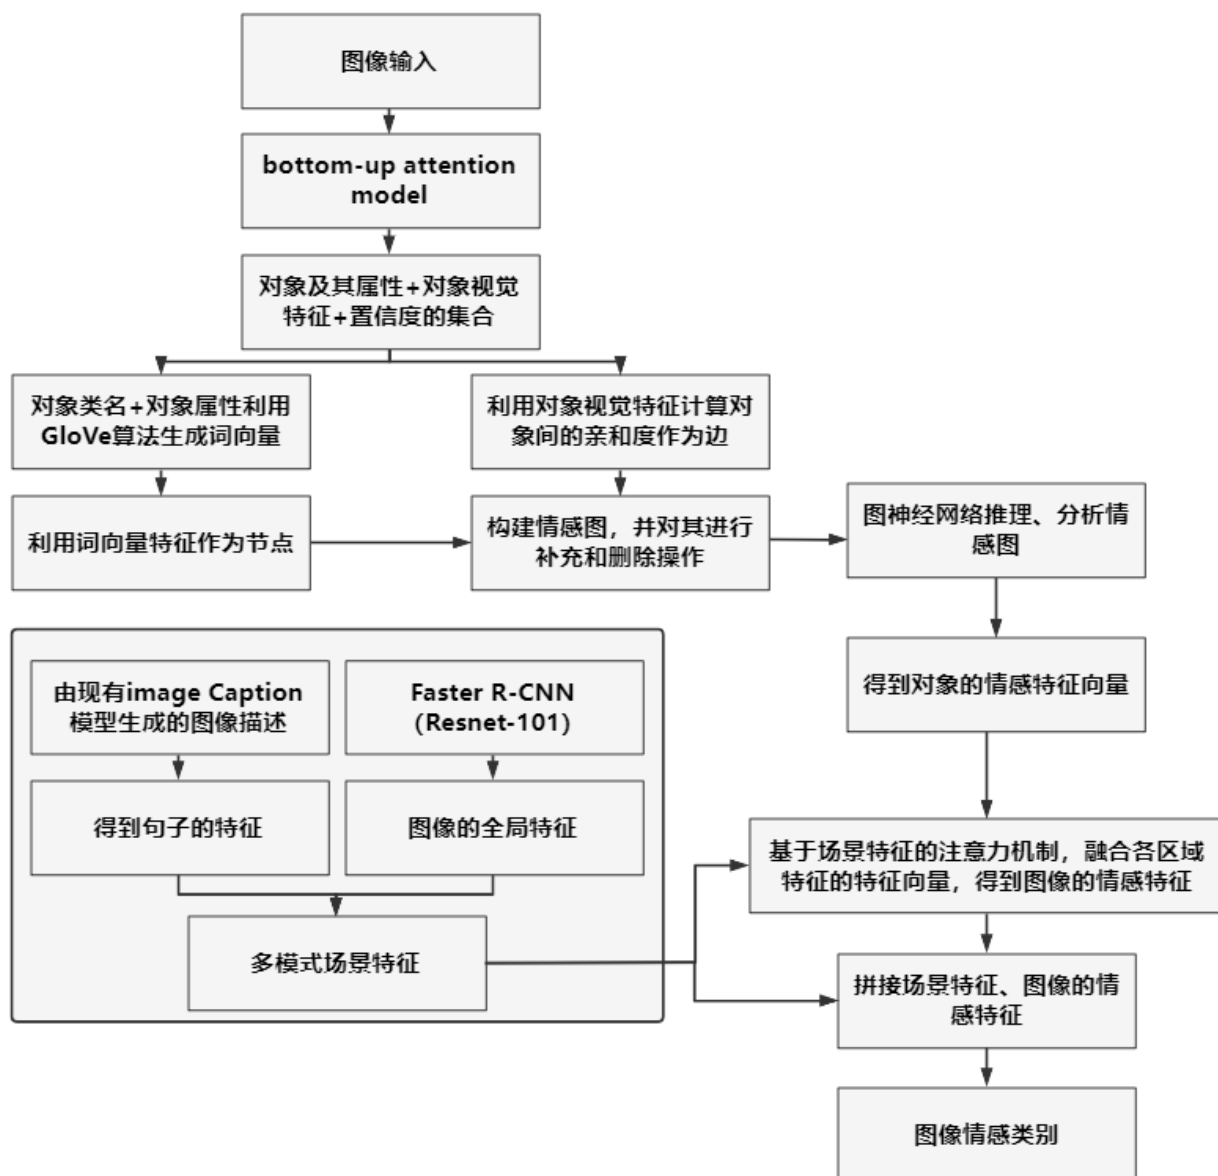 图像输入
bottom-up attention
model
对象及其属性+对象视觉
特征+置信度的集合
对象类名+对象属性利用
GloVe算法生成词向量
利用对象视觉特征计算对
象间的亲和度作为边
利用词向量特征作为节点
构建情感图，并对其进行
补充和删除操作
图神经网络推理、分析情
感图
得到对象的情感特征向量
由现有image Caption
模型生成的图像描述
Faster R-CNN
（Resnet-101）
得到句子的特征
图像的全局特征
多模式场景特征
基于场景特征的注意力机制，融合各区域
特征的特征向量，得到图像的情感特征
拼接场景特征、图像的情
感特征
图像情感类别